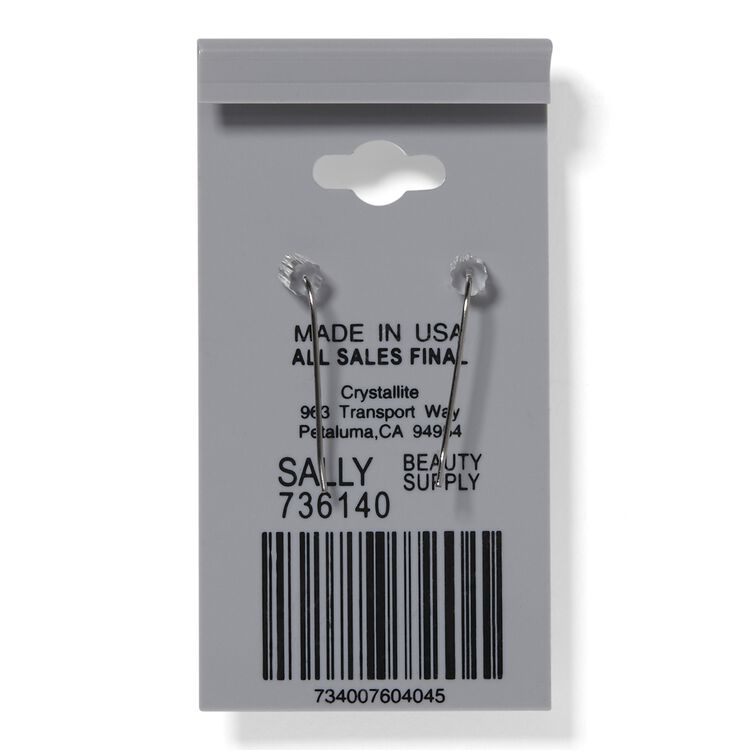 MADE IN USA
ALL SALES FINAL
Crystallite
963 Transport Way
Petaluma,CA 94954
SALLY BEAUTY SUPPLY
736140
734007604045